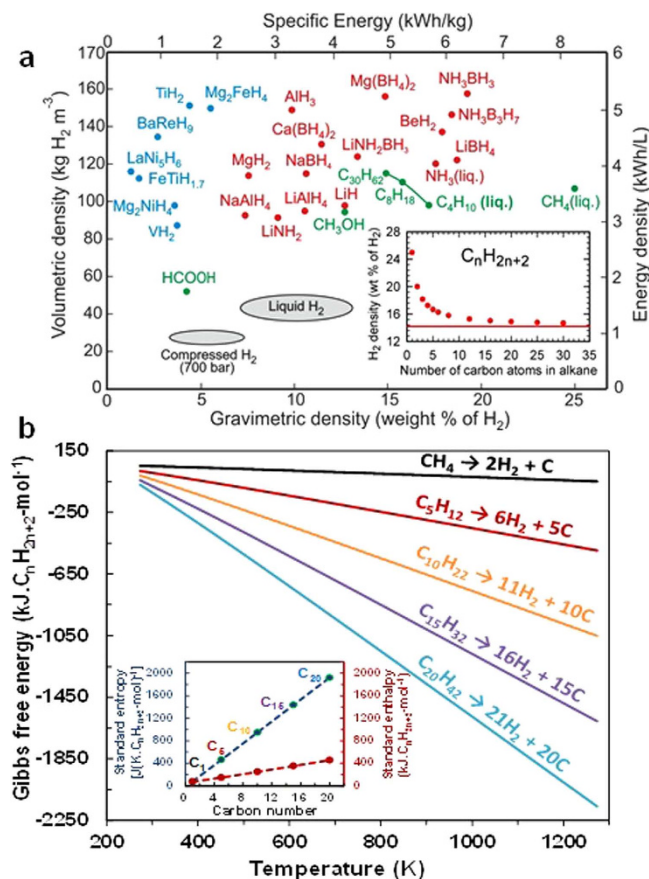 a
Specific Energy (kWh/kg)
0 1 2 3 4 5 6 7 8
Volumetric density (kg H2 m-3)
170
160
140
120
100
80
60
40
20
0
TiH2
Mg2FeH4
BaReH9
LaNi5H6
FeTiH1.7
Mg2NiH4
VH2
HCOOH
AlH3
Ca(BH4)2
MgH2
NaBH4
NaAlH4
LiAlH4
LiH
LiNH2
CH3OH
Mg(BH4)2
LiNH2BH3
C30H62
C8H18
NH3BH3
BeH2
NH3B3H7
LiBH4
NH3(liq.)
C4H10 (liq.)
CH4(liq.)
Liquid H2
Compressed H2
(700 bar)
H2 density (wt % of H2)
28
24
20
16
12
CnH2n+2
0 5 10 15 20 25 30 35
Number of carbon atoms in alkane
6
5
4
3
2
1
0
Energy density (kWh/L)
0 5 10 15 20 25
Gravimetric density (weight % of H2)
b
Gibbs free energy (kJ.CnH2n+2-mol-1)
150
-250
-650
-1050
-1450
-1850
-2250
CH4 → 2H2 + C
C5H12 → 6H2 + 5C
C10H22 → 11H2 + 10C
C15H32 → 16H2 + 15C
C20H42 → 21H2 + 20C
Standard entropy
[J(K.CnH2n+2-mol)-1]
2000
1600
1200
800
400
0
C1
C5
C10
C15
C20
2000
1600
1200
800
400
0
Standard enthalpy
(kJ.CnH2n+2-mol-1)
0 5 10 15 20
Carbon number
200 400 600 800 1000 1200
Temperature (K)